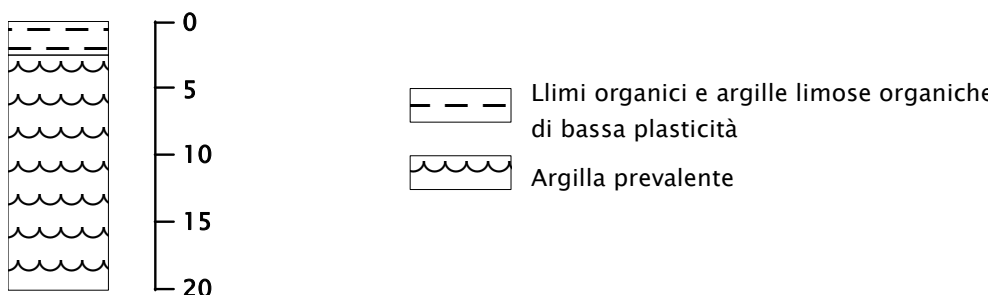 0
5
10
15
20
Llimi organici e argille limose organiche
di bassa plasticità
Argilla prevalente